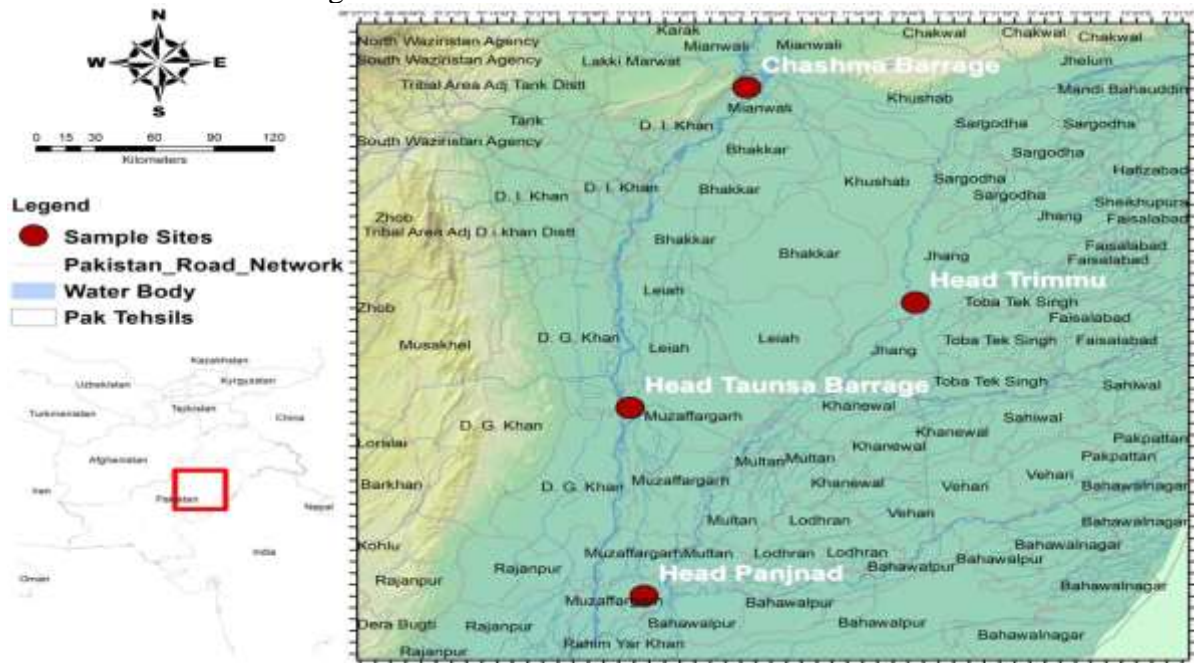 N
W E
S
0 15 30 60 90 120
Kilometers
Legend
Sample Sites
Pakistan_Road_Network
Water Body
Pak Tehsils
Kazakhstan
Uzbekistan
Kyrgyzstan
Turkmenistan
Tajikistan
China
Afghanistan
Iran
Pakistan
Nepal
India
Oman
Karak
Chakwal Chakwal
North Waziristan Agency
Mianwali Mianwali
Chakwal
South Waziristan Agency
Lakki Marwat
Chashma Barrage
Jhelum
Tribal Area Adj Tank Distt
Mianwali
Khushab
Mandi Bahauddin
Tank
D. I. Khan
Sargodha Sargodha
South Waziristan Agency
Bhakkar
Sargodha
Hafizabad
D. I. Khan
D. I. Khan
Bhakkar
Khushab
Sargodha
Sargodha
Sheikhupura
Zhob
Jhang
Faisalabad
Tribal Area Adj D.i.khan Distt
Bhakkar
Bhakkar
Jhang
Faisalabad
Faisalabad
Leiah
Head Trimmu
Zhob
Toba Tek Singh
Faisalabad
Musakhel
D. G. Khan
Leiah
Leiah
Jhang
Toba Tek Singh
Faisalabad
Head Taunsa Barrage
Toba Tek Singh
Sahiwal
Muzaffargarh
Khanewal
Sahiwal
D. G. Khan
Khanewal
Pakpattan
Lorislai
Khanewal
Pakpattan
Multan Multan
Barkhan
D. G. Khan
Muzaffargarh
Khanewal
Vehari
Bahawalnagar
Multan
Lodhran
Vehari
Bahawalnagar
Kohlu
Muzaffargarh Multan
Lodhran Lodhran
Bahawalnagar
Rajanpur
Rajanpur
Head Panjnad
Bahawalpur
Bahawalpur
Bahawalnagar
Muzaffargarh
Bahawalpur
Dera Bugti
Rajanpur
Bahawalpur
Bahawalpur
Bahawalnagar
Rahim Yar Khan
Rajanpur